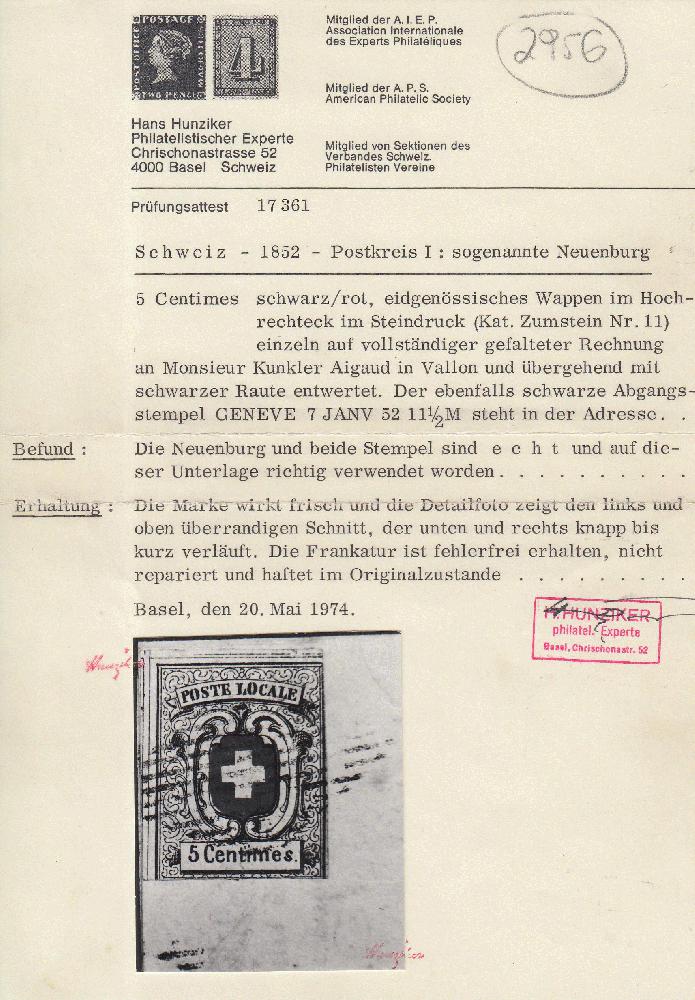 POSTAGE
POST OFFICE
TWO PENCE
4
Mitglied der A. I. E. P.
Association Internationale
des Experts Philatéliques
2956
Mitglied der A. P. S.
American Philatelic Society
Hans Hunziker
Philatelistischer Experte
Chrischonastrasse 52
4000 Basel Schweiz
Mitglied von Sektionen des
Verbandes Schweiz.
Philatelisten Vereine
Prüfungsattest 17 361
Schweiz - 1852 - Postkreis I : sogenannte Neuenburg
5 Centimes schwarz/rot, eidgenössisches Wappen im Hoch-
rechteck im Steindruck (Kat. Zumstein Nr. 11)
einzeln auf vollständiger gefalteter Rechnung
an Monsieur Kunkler Aigaud in Vallon und übergehend mit
schwarzer Raute entwertet. Der ebenfalls schwarze Abgangs-
stempel GENEVE 7 JANV 52 11½M steht in der Adresse. .
Befund : Die Neuenburg und beide Stempel sind e c h t und auf die-
ser Unterlage richtig verwendet worden . . . . . . . . . .
Erhaltung : Die Marke wirkt frisch und die Detailfoto zeigt den links und
oben überrandigen Schnitt, der unten und rechts knapp bis
kurz verläuft. Die Frankatur ist fehlerfrei erhalten, nicht
repariert und haftet im Originalzustande . . . . . . . . .
Basel, den 20. Mai 1974.
H. HUNZIKER
philatel. Experte
Basel, Chrischonastr. 52
Hunziker
POSTE LOCALE
5 Centimes.
Hunziker